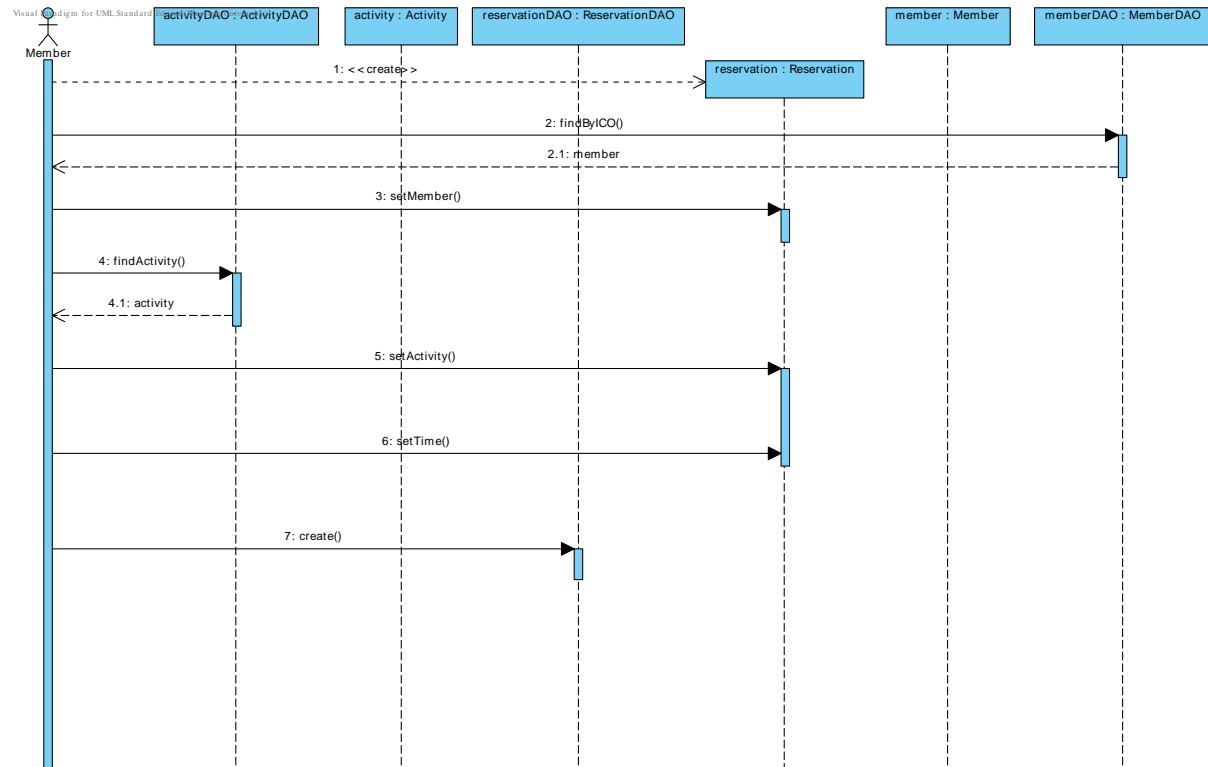 Visual Paradigm for UML Standard
activityDAO : ActivityDAO
activity : Activity
reservationDAO : ReservationDAO
member : Member
memberDAO : MemberDAO
Member
1: <<create>>
reservation : Reservation
2: findByICO()
2.1: member
3: setMember()
4: findActivity()
4.1: activity
5: setActivity()
6: setTime()
7: create()